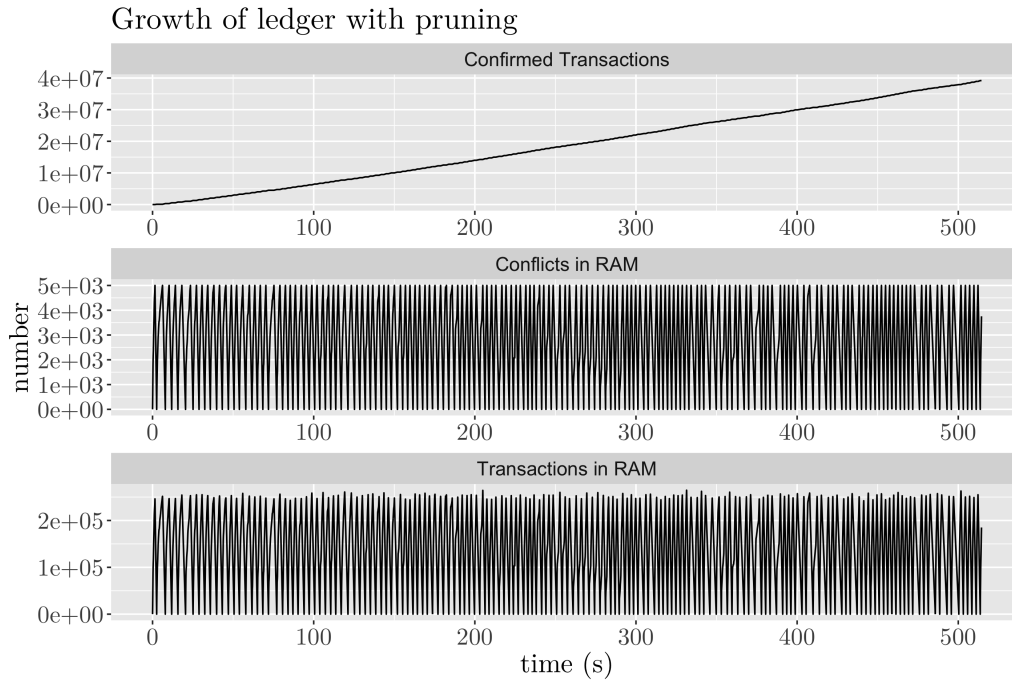 Growth of ledger with pruning
Confirmed Transactions
4e+07
3e+07
2e+07
1e+07
0e+00
0 100 200 300 400 500
Conflicts in RAM
number
5e+03
4e+03
3e+03
2e+03
1e+03
0e+00
0 100 200 300 400 500
Transactions in RAM
2e+05
1e+05
0e+00
0 100 200 300 400 500
time (s)